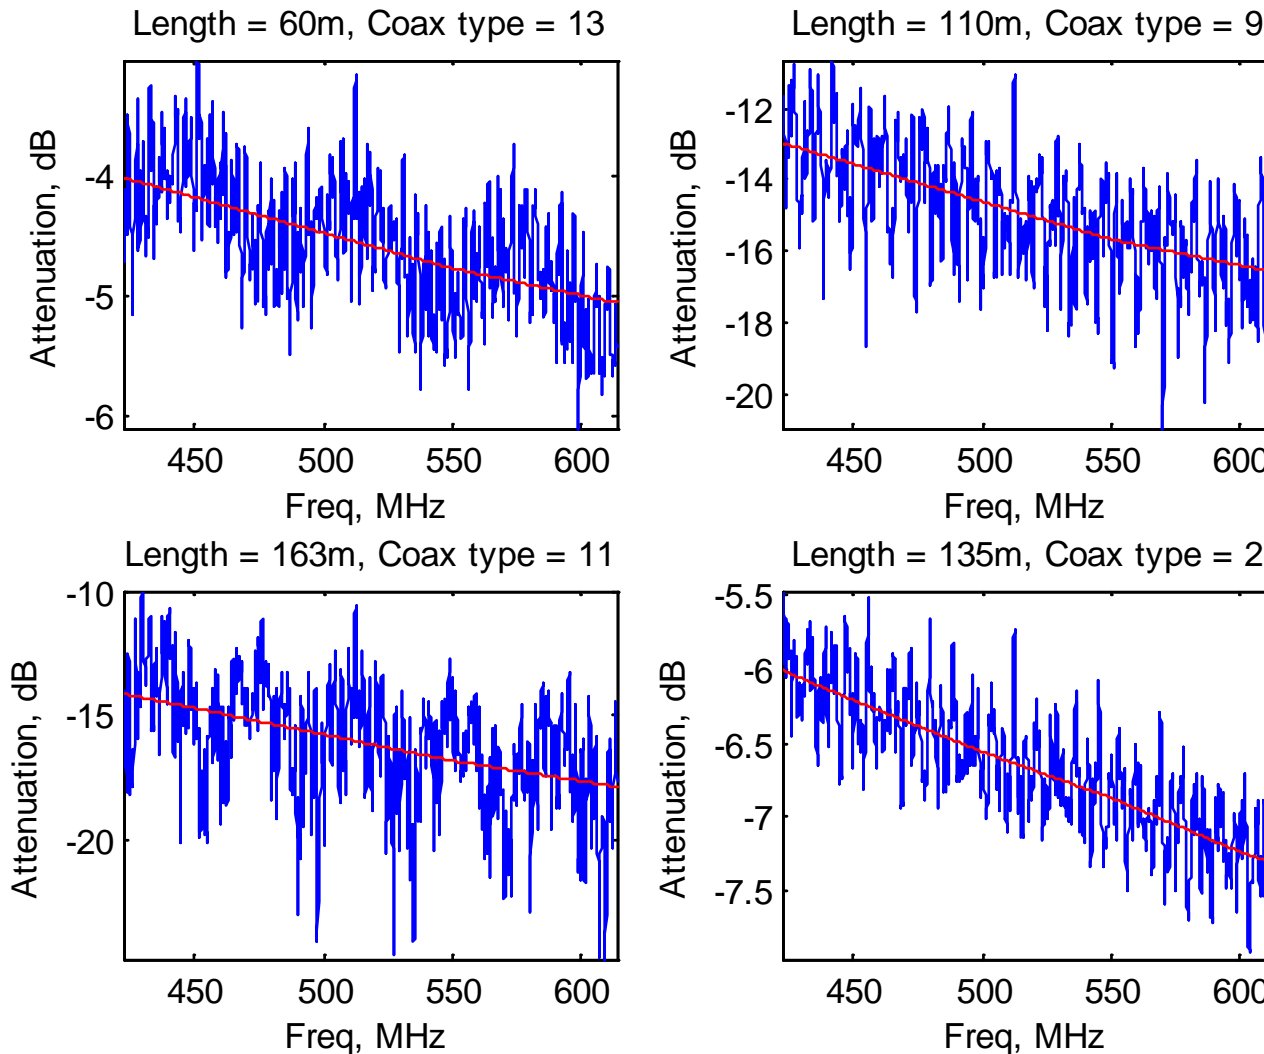 Length = 60m, Coax type = 13
-4
-5
-6
Attenuation, dB
450 500 550 600
Freq, MHz
Length = 110m, Coax type = 9
-12
-14
-16
-18
-20
Attenuation, dB
450 500 550 600
Freq, MHz
Length = 163m, Coax type = 11
-10
-15
-20
Attenuation, dB
450 500 550 600
Freq, MHz
Length = 135m, Coax type = 2
-5.5
-6
-6.5
-7
-7.5
Attenuation, dB
450 500 550 600
Freq, MHz